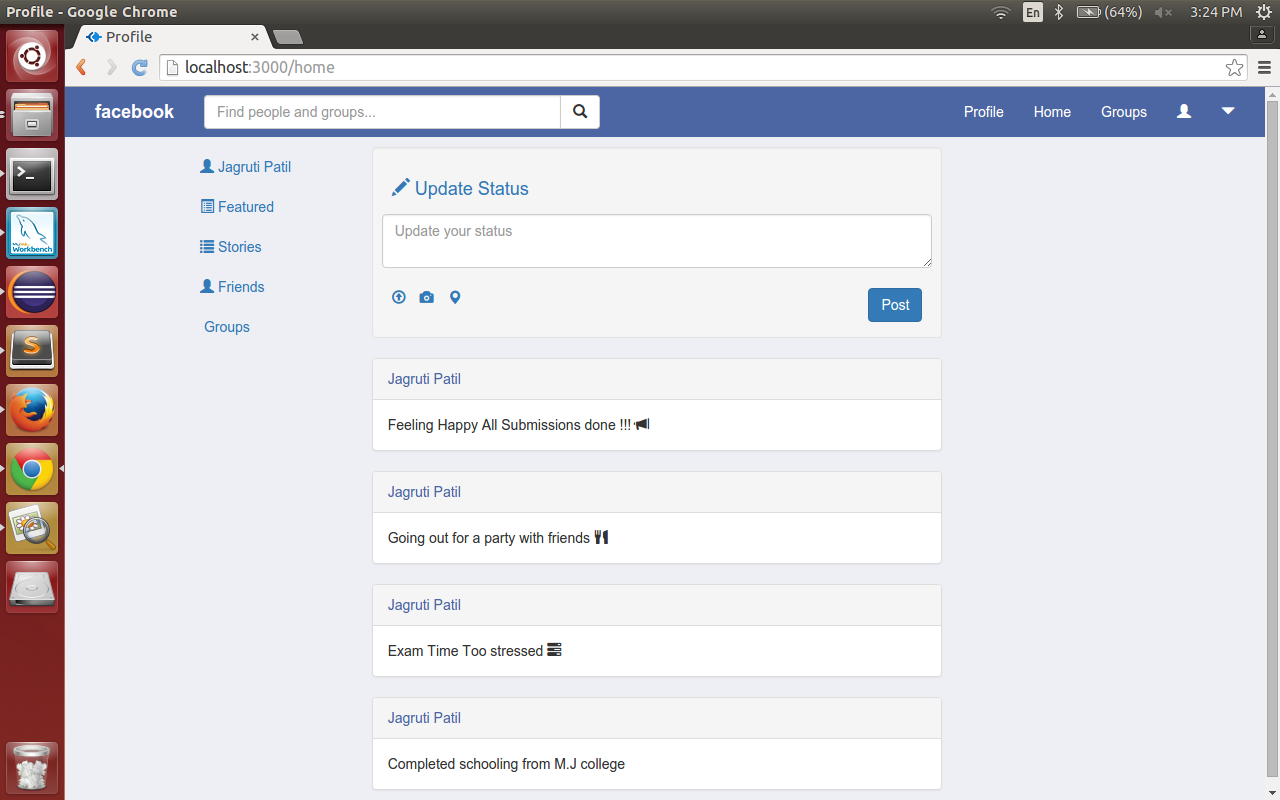 Profile - Google Chrome
En
(64%)
3:24 PM
Profile
localhost:3000/home
facebook
Find people and groups...
Profile
Home
Groups
Jagruti Patil
Featured
Stories
Friends
Groups
Update Status
Update your status
Post
Jagruti Patil
Feeling Happy All Submissions done !!!
Jagruti Patil
Going out for a party with friends
Jagruti Patil
Exam Time Too stressed
Jagruti Patil
Completed schooling from M.J college
Workbench
S